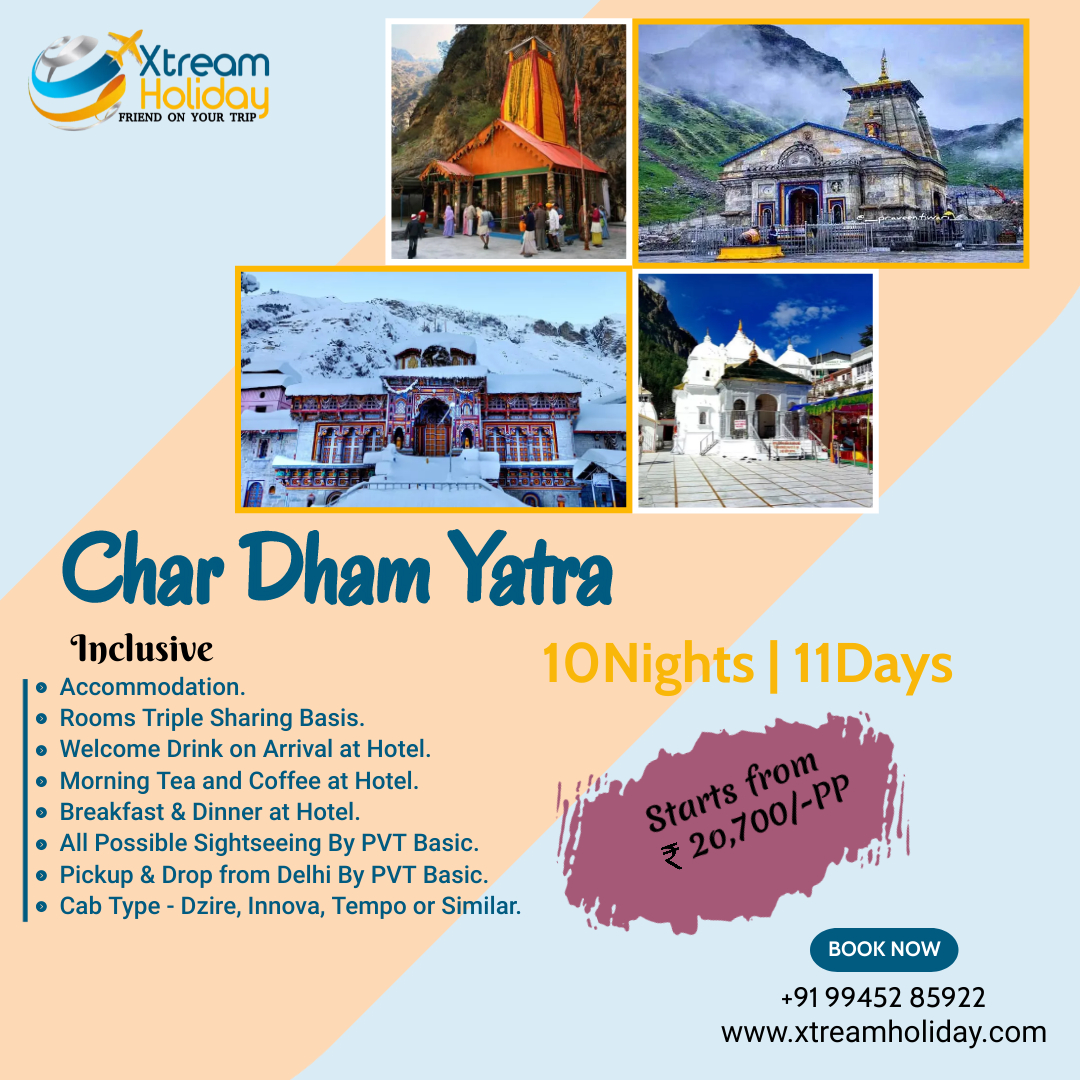 Xtream
Holiday
FRIEND ON YOUR TRIP
Char Dham Yatra
Inclusive
Accommodation.
Rooms Triple Sharing Basis.
Welcome Drink on Arrival at Hotel.
Morning Tea and Coffee at Hotel.
Breakfast & Dinner at Hotel.
All Possible Sightseeing By PVT Basic.
Pickup & Drop from Delhi By PVT Basic.
Cab Type - Dzire, Innova, Tempo or Similar.
10Nights | 11Days
Starts from
₹ 20,700/-PP
BOOK NOW
+91 99452 85922
www.xtreamholiday.com